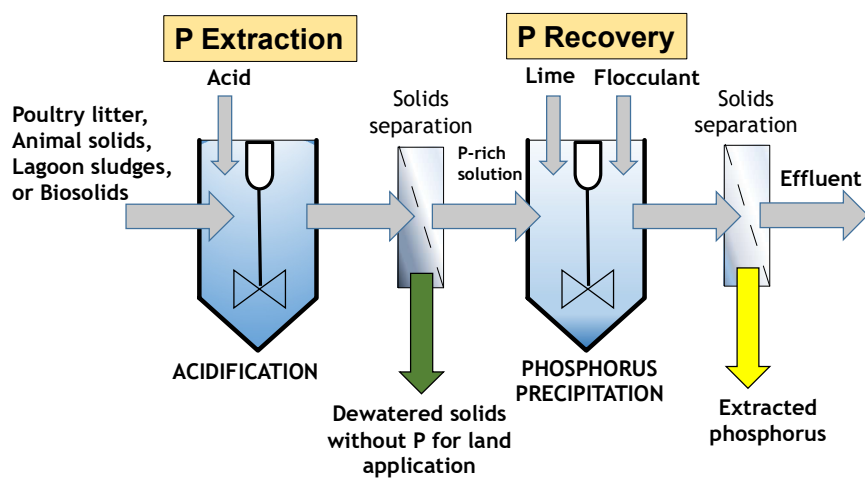 P Extraction
P Recovery
Acid
Lime
Flocculant
Poultry litter,
Animal solids,
Lagoon sludges,
or Biosolids
Solids
separation
P-rich
solution
Solids
separation
Effluent
ACIDIFICATION
PHOSPHORUS
PRECIPITATION
Dewatered solids
without P for land
application
Extracted
phosphorus